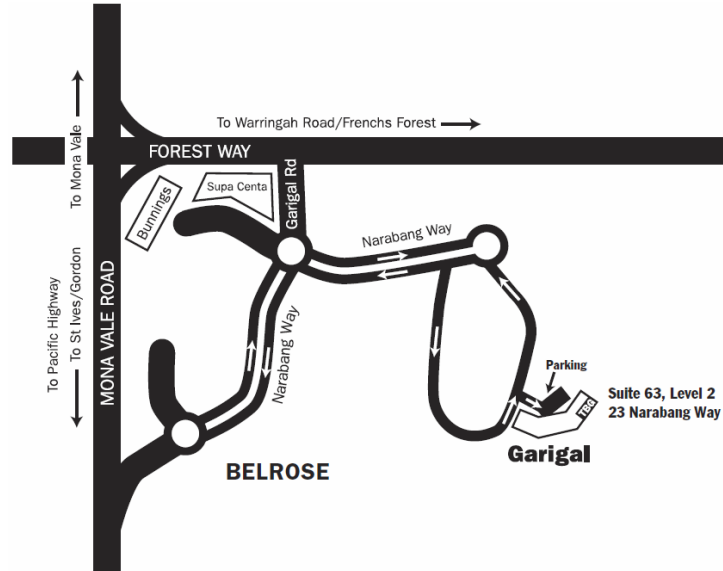 To Warringah Road/Frenchs Forest
To Mona Vale
FOREST WAY
Supa Centa
Garigal Rd
Bunnings
Narabang Way
To Pacific Highway
To St Ives/Gordon
MONA VALE ROAD
Narabang Way
Parking
TBG
Suite 63, Level 2
23 Narabang Way
Garigal
BELROSE